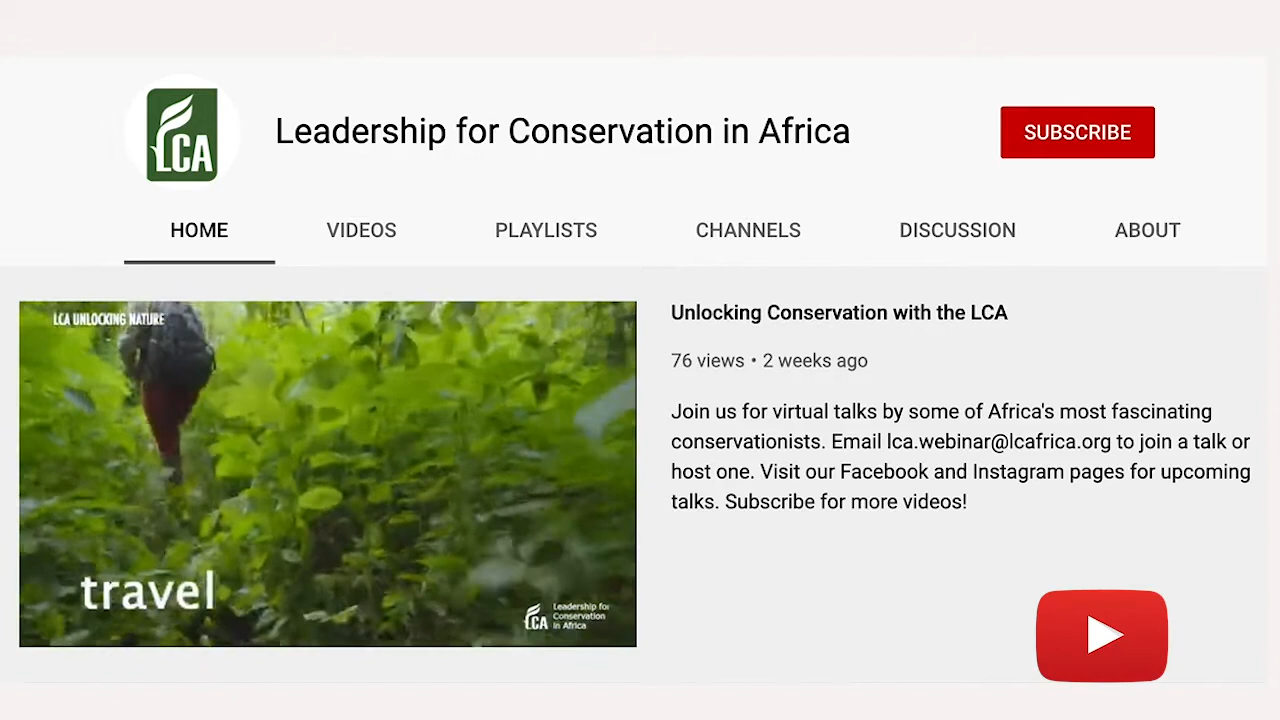 LCA
Leadership for Conservation in Africa
SUBSCRIBE
HOME
VIDEOS
PLAYLISTS
CHANNELS
DISCUSSION
ABOUT
LCA UNLOCKING NATURE
travel
LCA
Leadership for
Conservation
in Africa
Unlocking Conservation with the LCA
76 views • 2 weeks ago
Join us for virtual talks by some of Africa's most fascinating
conservationists. Email lca.webinar@lcafrica.org to join a talk or
host one. Visit our Facebook and Instagram pages for upcoming
talks. Subscribe for more videos!